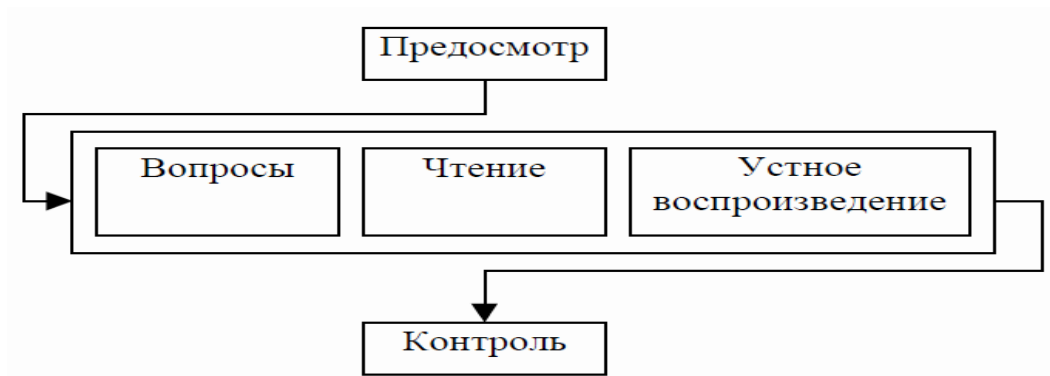 Предосмотр
Вопросы
Чтение
Устное
воспроизведение
Контроль